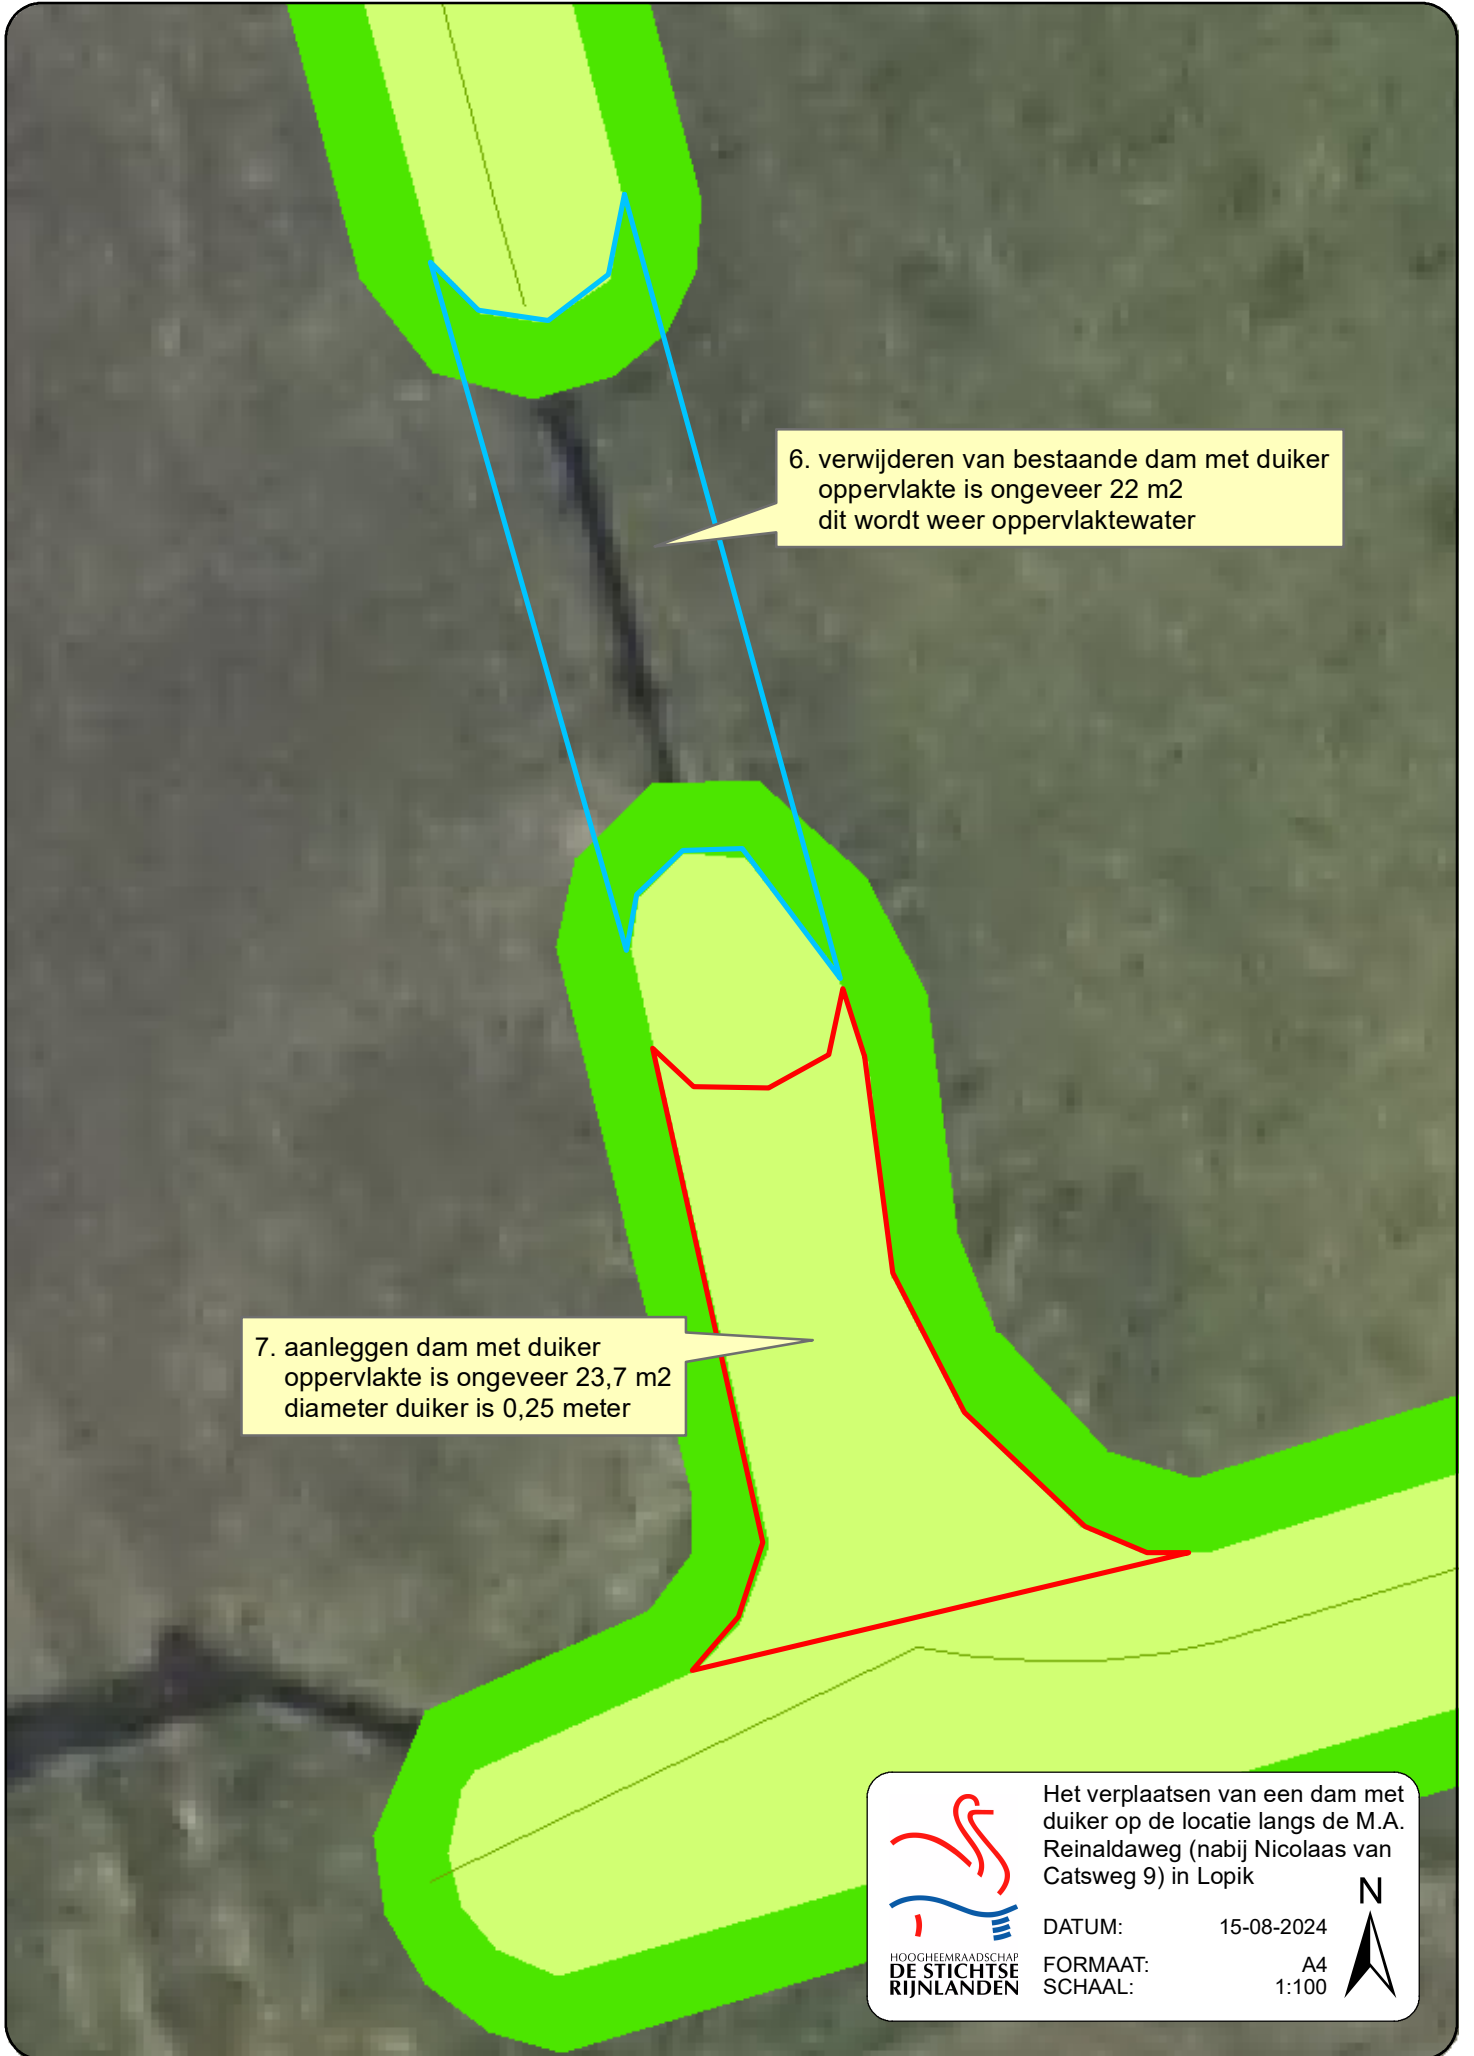 6. verwijderen van bestaande dam met duiker
oppervlakte is ongeveer 22 m2
dit wordt weer oppervlaktewater
7. aanleggen dam met duiker
oppervlakte is ongeveer 23,7 m2
diameter duiker is 0,25 meter
Het verplaatsen van een dam met
duiker op de locatie langs de M.A.
Reinaldaweg (nabij Nicolaas van
Catsweg 9) in Lopik
N
DATUM: 15-08-2024
FORMAAT: A4
SCHAAL: 1:100
HOOGHEEMRAADSCHAP
DE STICHTSE
RIJNLANDEN